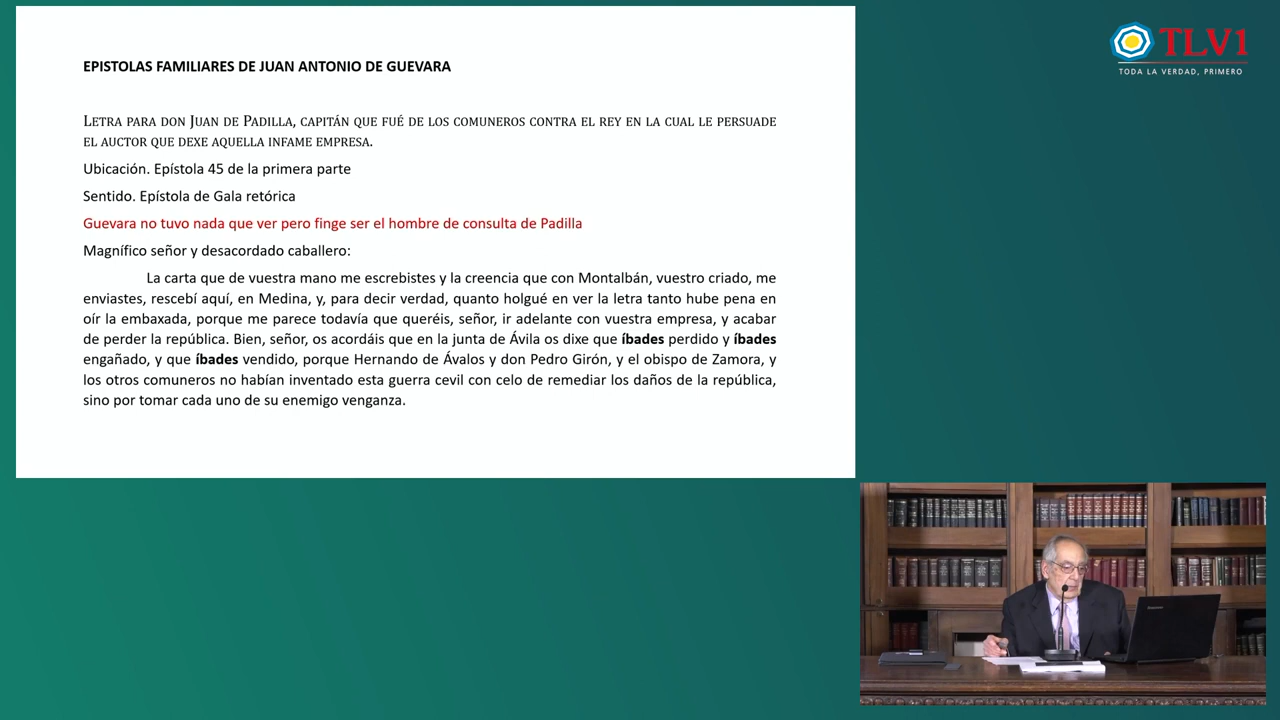 EPISTOLAS FAMILIARES DE JUAN ANTONIO DE GUEVARA
LETRA PARA DON JUAN DE PADILLA, CAPITÁN QUE FUÉ DE LOS COMUNEROS CONTRA EL REY EN LA CUAL LE PERSUADE
EL AUCTOR QUE DEXE AQUELLA INFAME EMPRESA.
Ubicación. Epístola 45 de la primera parte
Sentido. Epístola de Gala retórica
Guevara no tuvo nada que ver pero finge ser el hombre de consulta de Padilla
Magnífico señor y desacordado caballero:
La carta que de vuestra mano me escrebistes y la creencia que con Montalbán, vuestro criado, me
enviastes, rescebí aquí, en Medina, y, para decir verdad, quanto holgué en ver la letra tanto hube pena en
oír la embaxada, porque me parece todavía que queréis, señor, ir adelante con vuestra empresa, y acabar
de perder la república. Bien, señor, os acordáis que en la junta de Ávila os dixe que íbades perdido y íbades
engañado, y que íbades vendido, porque Hernando de Ávalos y don Pedro Girón, y el obispo de Zamora, y
los otros comuneros no habían inventado esta guerra cevil con celo de remediar los daños de la república,
sino por tomar cada uno de su enemigo venganza.
TLV1
TODA LA VERDAD, PRIMERO